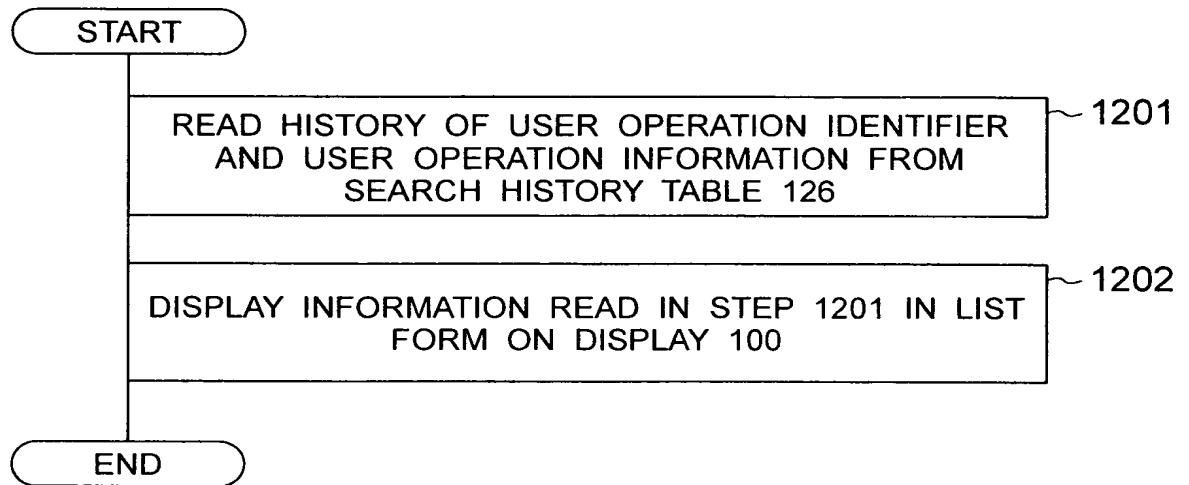 START
READ HISTORY OF USER OPERATION IDENTIFIER
AND USER OPERATION INFORMATION FROM
SEARCH HISTORY TABLE 126
1201
DISPLAY INFORMATION READ IN STEP 1201 IN LIST
FORM ON DISPLAY 100
1202
END